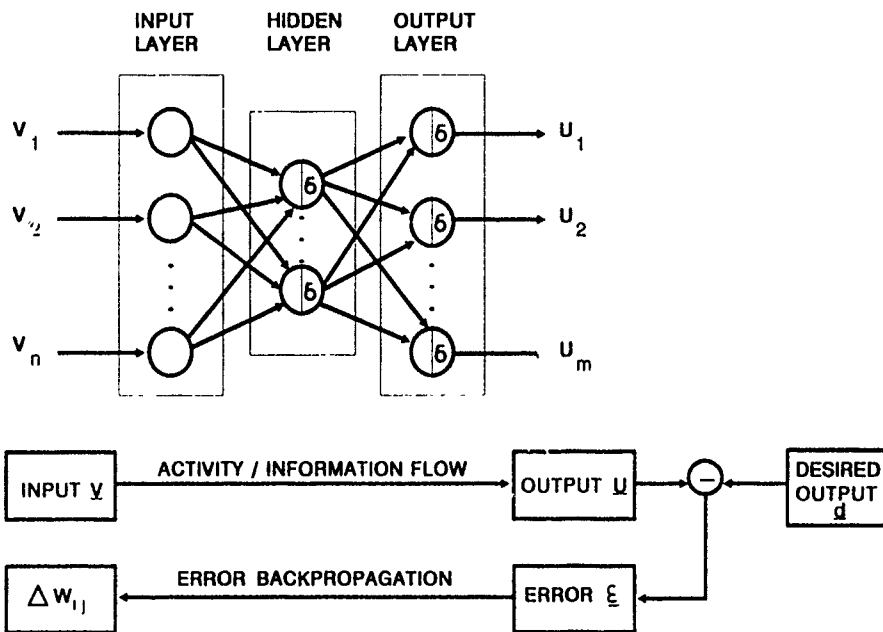 INPUT LAYER
HIDDEN LAYER
OUTPUT LAYER
V1
δ
U1
V2
δ
δ
U2
δ
Vn
δ
Um
INPUT v
ACTIVITY / INFORMATION FLOW
OUTPUT U
−
DESIRED
OUTPUT
d
ΔWij
ERROR BACKPROPAGATION
ERROR ε